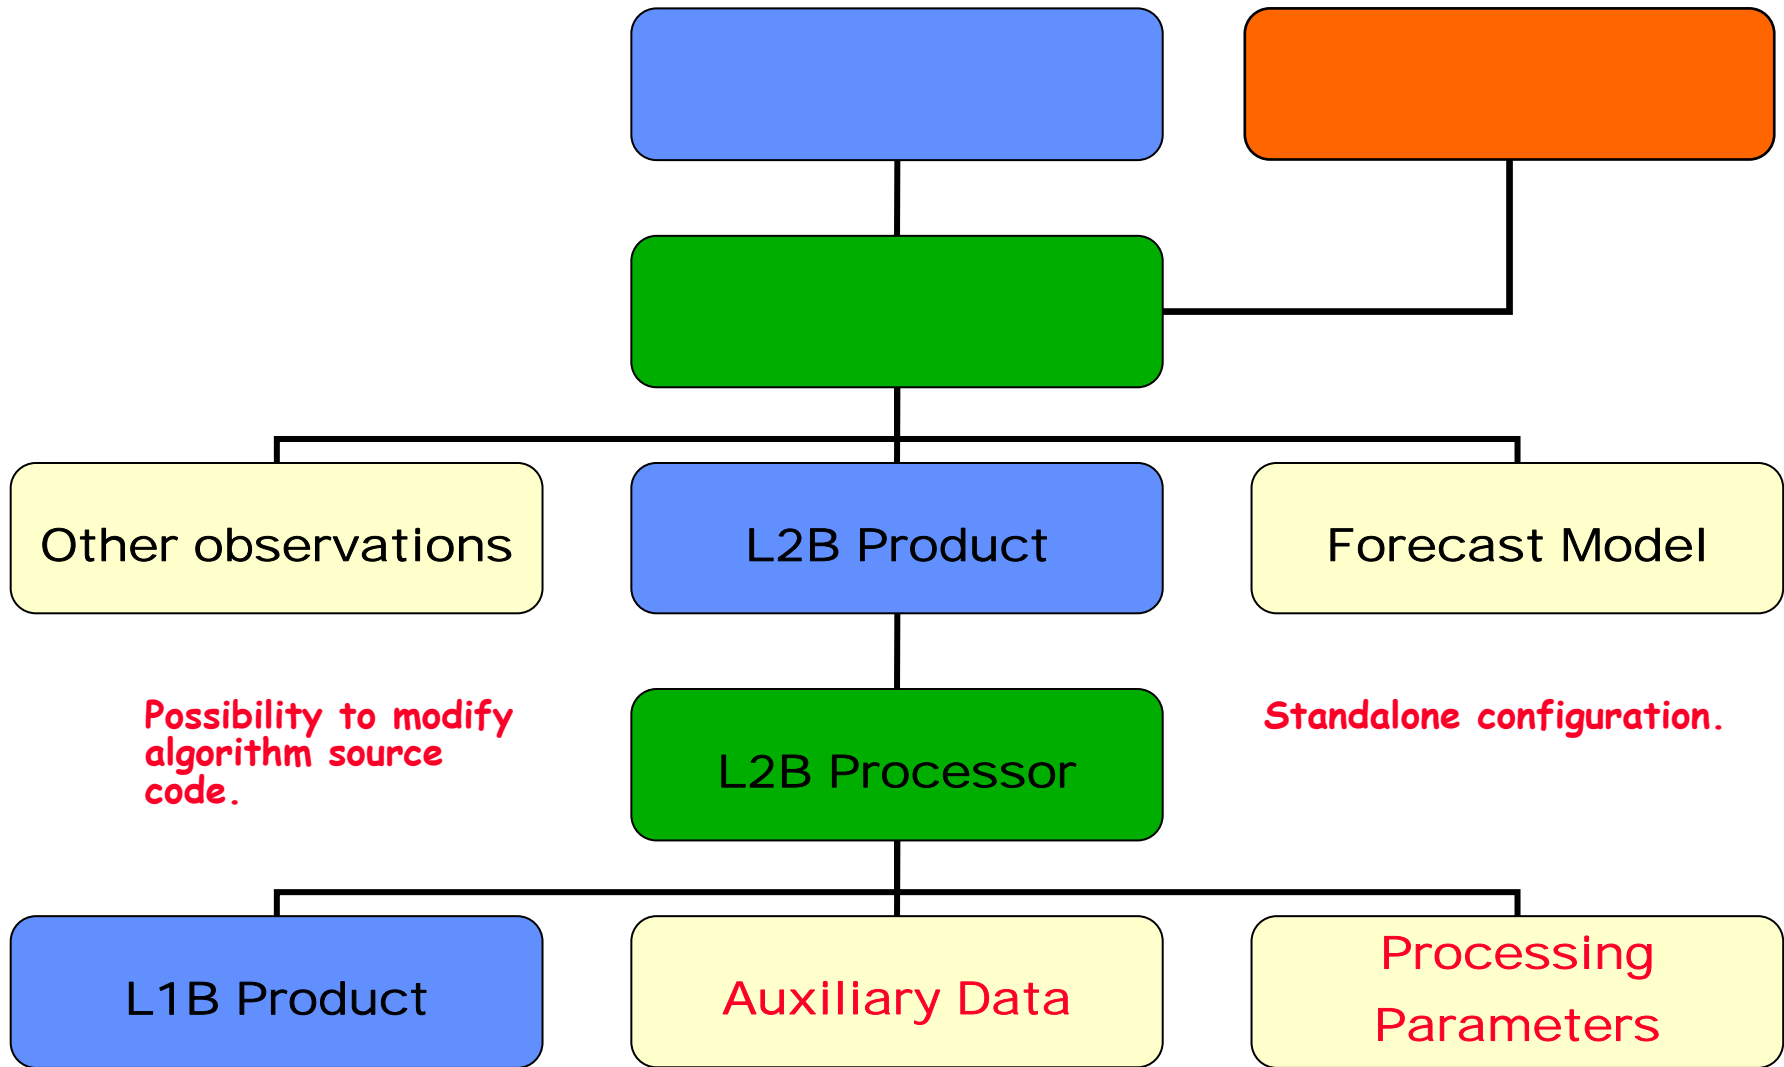 Other observations
L2B Product
Forecast Model
Possibility to modify
algorithm source
code.
L2B Processor
Standalone configuration.
L1B Product
Auxiliary Data
Processing
Parameters